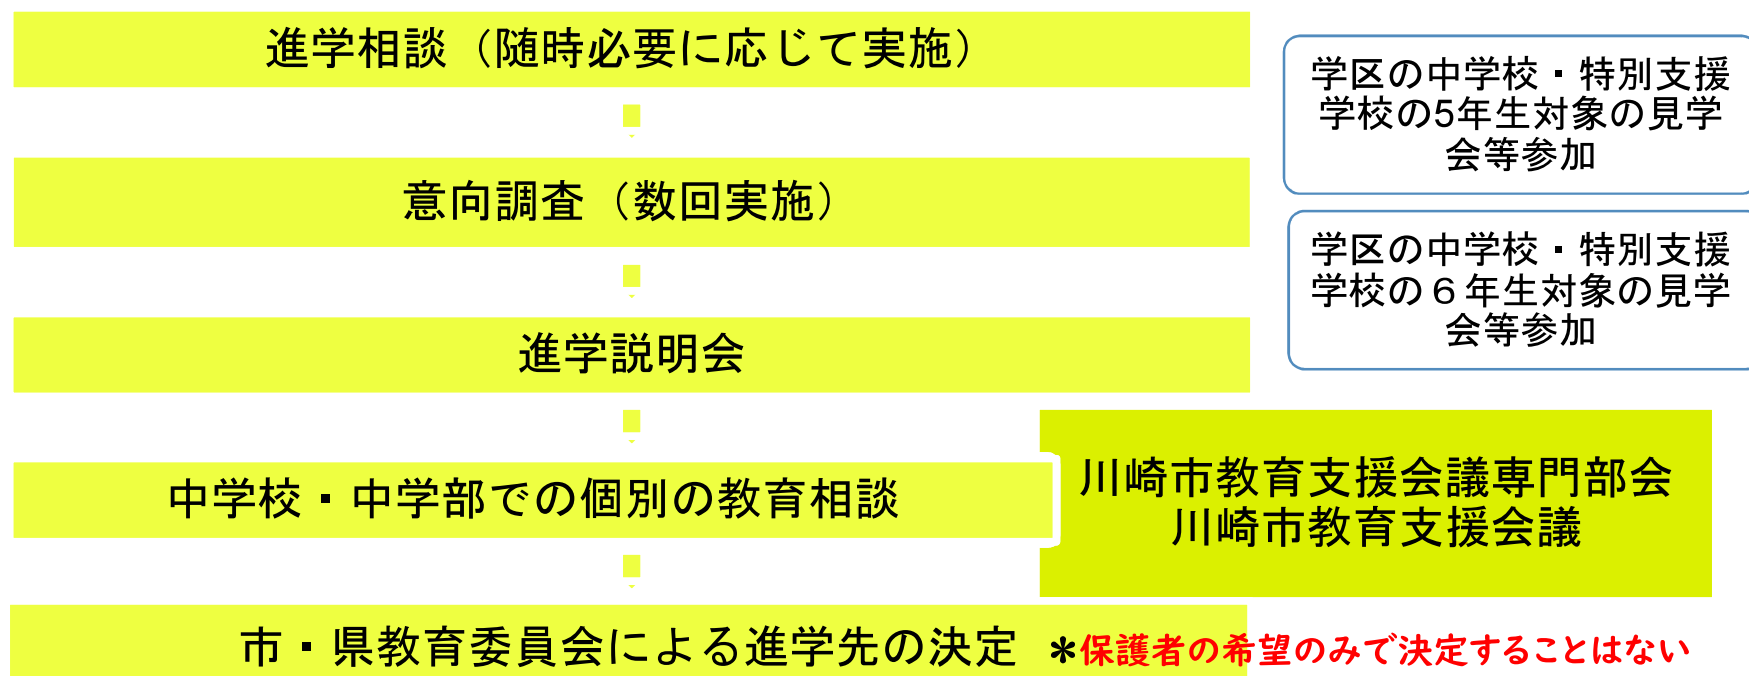 進学相談（随時必要に応じて実施）
学区の中学校・特別支援
学校の5年生対象の見学
会等参加
意向調査（数回実施）
学区の中学校・特別支援
学校の６年生対象の見学
会等参加
進学説明会
中学校・中学部での個別の教育相談
川崎市教育支援会議専門部会
川崎市教育支援会議
市・県教育委員会による進学先の決定 ＊保護者の希望のみで決定することはない